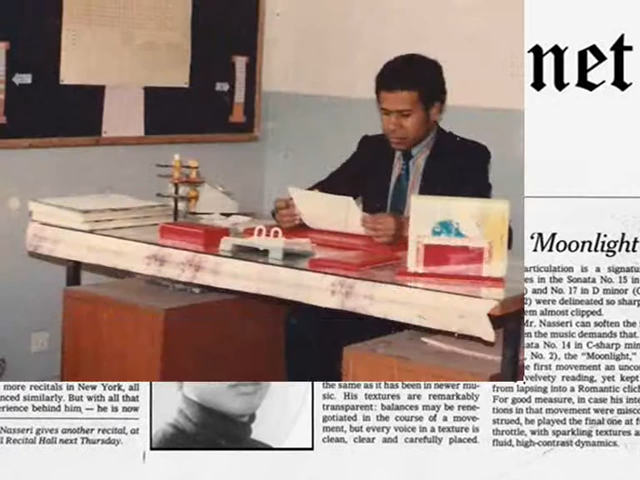 net
'Moonlight
more recitals in New York, all
nced similarly. But with all that
erience behind him, — he is now
Nasseri gives another recital, at
l Recital Hall next Thursday.
the same as it has been in newer mu-
sic. His textures are remarkably
transparent: balances may be rene-
gotiated in the course of a move-
ment, but every voice in a texture is
clean, clear and carefully placed.
articulation is a signatu
es in the Sonata No. 15 in
) and No. 17 in D minor (O
2) were delineated so sharp
em almost clipped.
Mr. Nasseri can soften the
en the music demands that.
ata No. 14 in C-sharp min
, No. 2), the “Moonlight,”
e first movement an uncon
velvety reading, yet kept
from lapsing into a Romantic clich
For good measure, in case his inte
tions in that movement were misco
strued, he played the final one at f
throttle, with sparkling textures a
fluid, high-contrast dynamics.